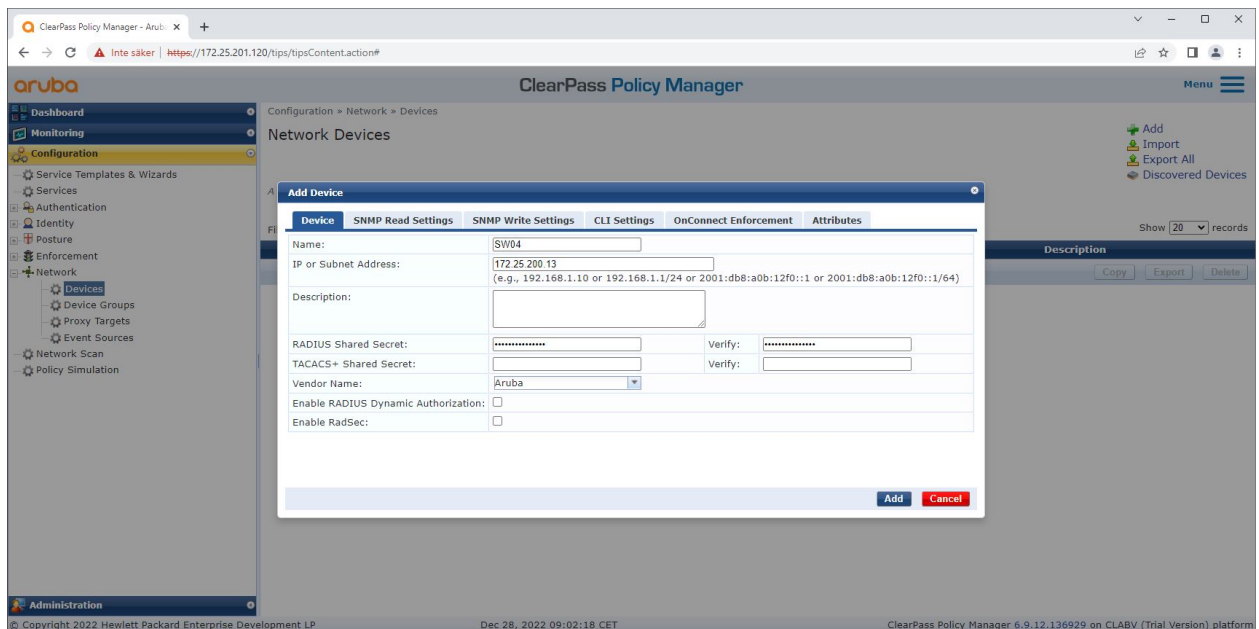 ClearPass Policy Manager - Arub
Inte säker | https://172.25.201.120/tips/tipsContent.action#
aruba
ClearPass Policy Manager
Menu
Dashboard
Monitoring
Configuration
Service Templates & Wizards
Services
Authentication
Identity
Posture
Enforcement
Network
Devices
Device Groups
Proxy Targets
Event Sources
Network Scan
Policy Simulation
Administration
Configuration » Network » Devices
Network Devices
Add
Import
Export All
Discovered Devices
A
Fi
Show 20 records
Description
Copy Export Delete
Add Device
Device SNMP Read Settings SNMP Write Settings CLI Settings OnConnect Enforcement Attributes
Name: SW04
IP or Subnet Address: 172.25.200.13
(e.g., 192.168.1.10 or 192.168.1.1/24 or 2001:db8:a0b:12f0::1 or 2001:db8:a0b:12f0::1/64)
Description:
RADIUS Shared Secret: ••••••••••••••• Verify: •••••••••••••••
TACACS+ Shared Secret: Verify:
Vendor Name: Aruba
Enable RADIUS Dynamic Authorization:
Enable RadSec:
Add Cancel
© Copyright 2022 Hewlett Packard Enterprise Development LP Dec 28, 2022 09:02:18 CET ClearPass Policy Manager 6.9.12.136929 on CLABV (Trial Version) platform